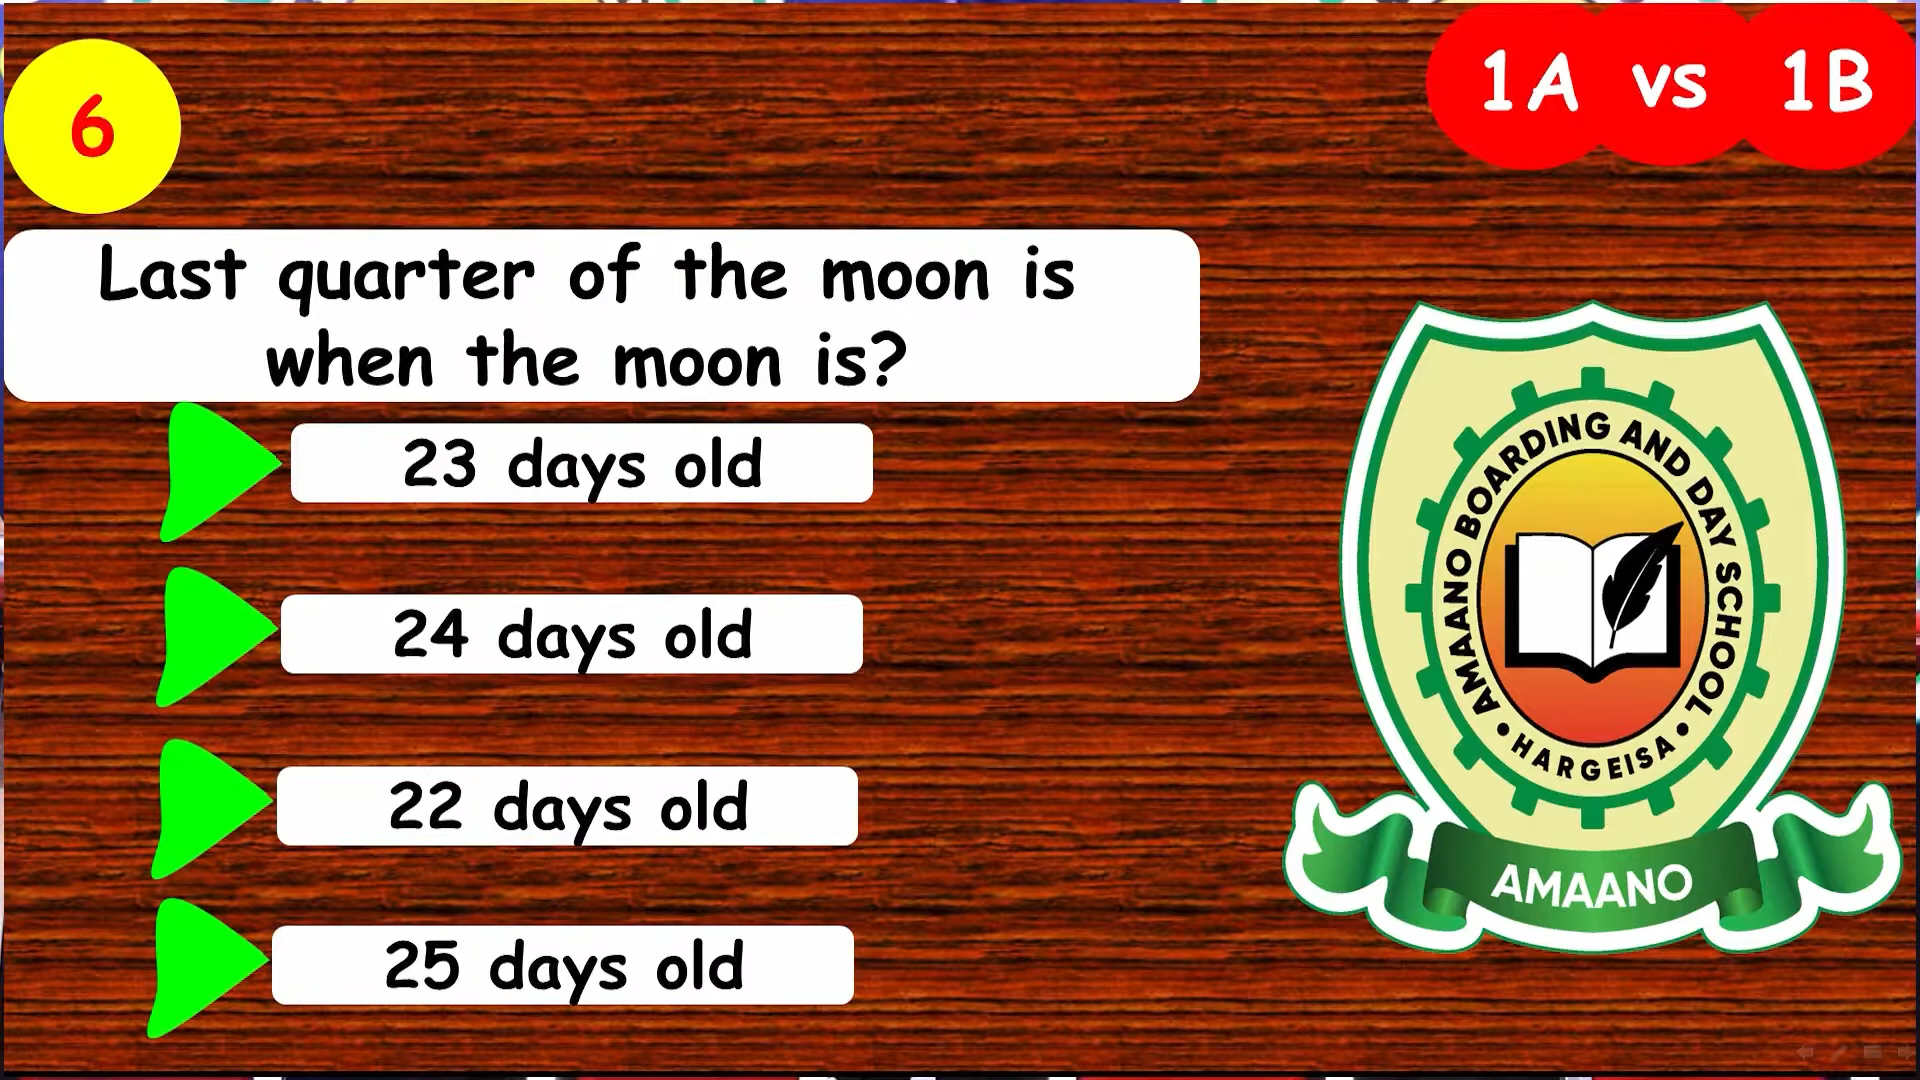 6
1A vs 1B
Last quarter of the moon is
when the moon is?
23 days old
24 days old
22 days old
25 days old
AMAANO BOARDING AND DAY SCHOOL
• HARGEISA •
AMAANO